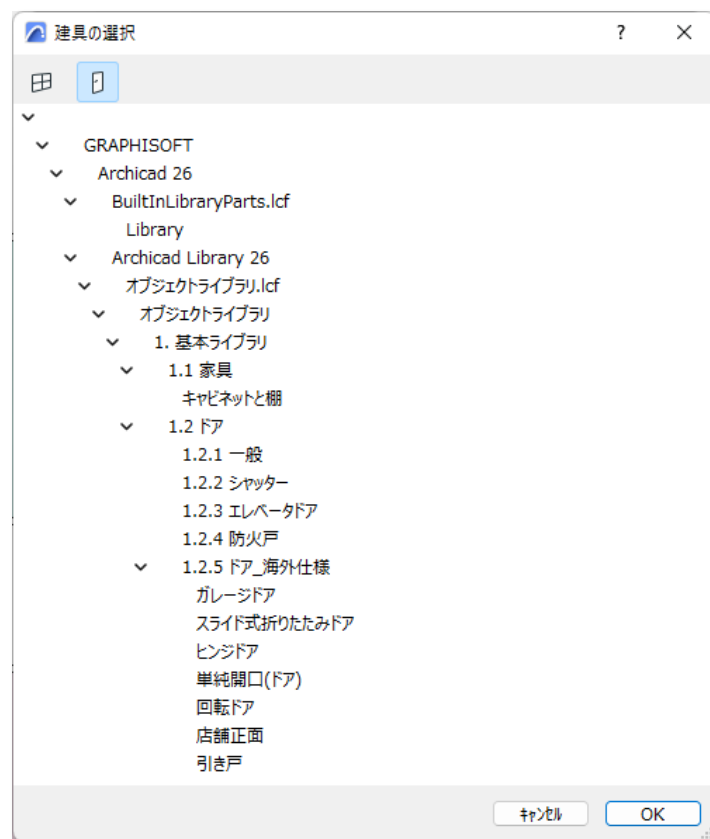 建具の選択
GRAPHISOFT
Archicad 26
BuiltInLibraryParts.lcf
Library
Archicad Library 26
オブジェクトライブラリ.lcf
オブジェクトライブラリ
1. 基本ライブラリ
1.1 家具
キャビネットと棚
1.2 ドア
1.2.1 一般
1.2.2 シャッター
1.2.3 エレベータドア
1.2.4 防火戸
1.2.5 ドア_海外仕様
ガレージドア
スライド式折りたたみドア
ヒンジドア
単純開口(ドア)
回転ドア
店舗正面
引き戸
キャンセル OK